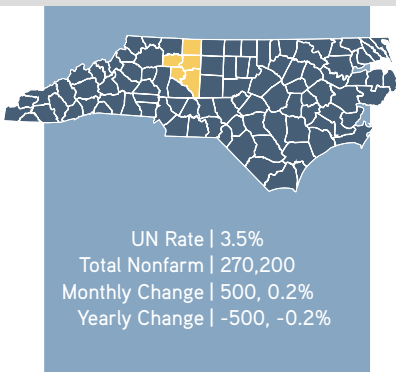 UN Rate | 3.5%
Total Nonfarm | 270,200
Monthly Change | 500, 0.2%
Yearly Change | -500, -0.2%